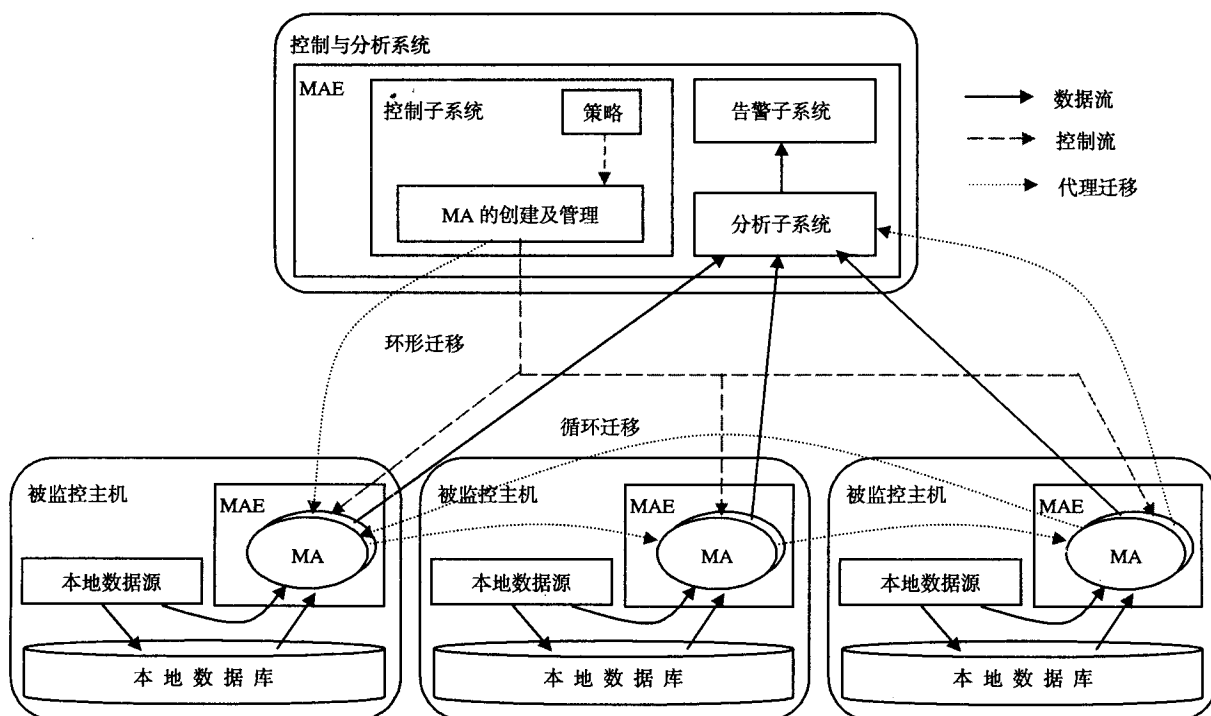 控制与分析系统
MAE
控制子系统
策略
告警子系统
MA 的创建及管理
分析子系统
数据流
控制流
代理迁移
环形迁移
循环迁移
被监控主机
MAE
MA
本地数据源
本地数据库
被监控主机
MAE
MA
本地数据源
本地数据库
被监控主机
MAE
MA
本地数据源
本地数据库